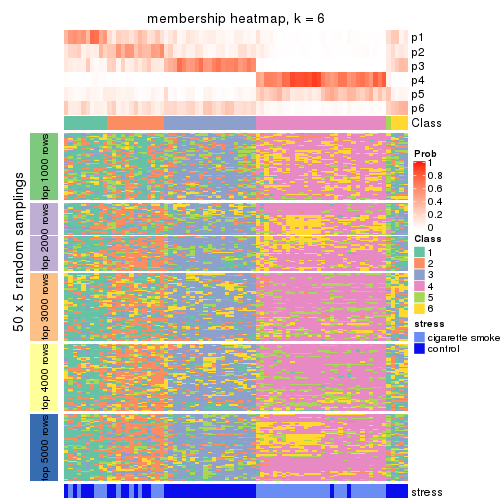 membership heatmap, k = 6
p1
p2
p3
p4
p5
p6
Class
50 x 5 random samplings
top 1000 rows
top 2000 rows
top 3000 rows
top 4000 rows
top 5000 rows
Prob
1
0.8
0.6
0.4
0.2
0
Class
1
2
3
4
5
6
stress
cigarette smoke
control
stress